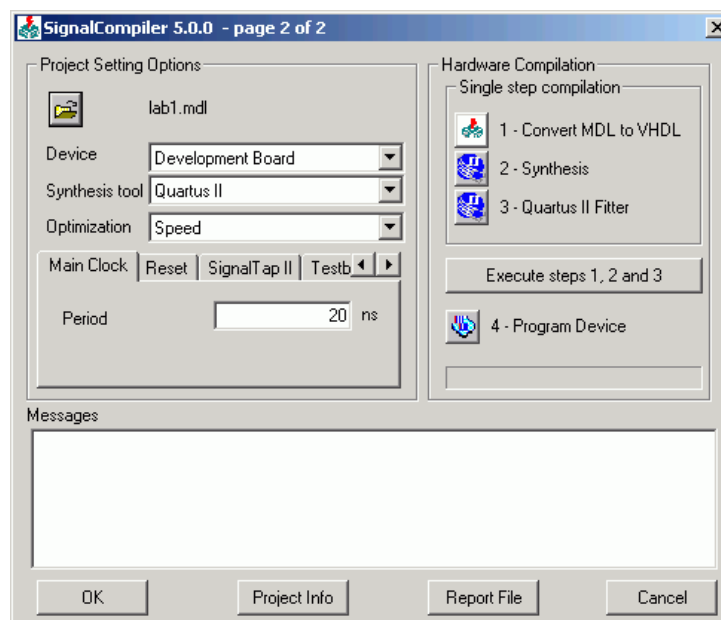 SignalCompiler 5.0.0 - page 2 of 2
Project Setting Options
lab1.mdl
Device Development Board
Synthesis tool Quartus II
Optimization Speed
Main Clock Reset SignalTap II Testb
Period 20 ns
Hardware Compilation
Single step compilation
1 - Convert MDL to VHDL
2 - Synthesis
3 - Quartus II Fitter
Execute steps 1, 2 and 3
4 - Program Device
Messages
OK Project Info Report File Cancel